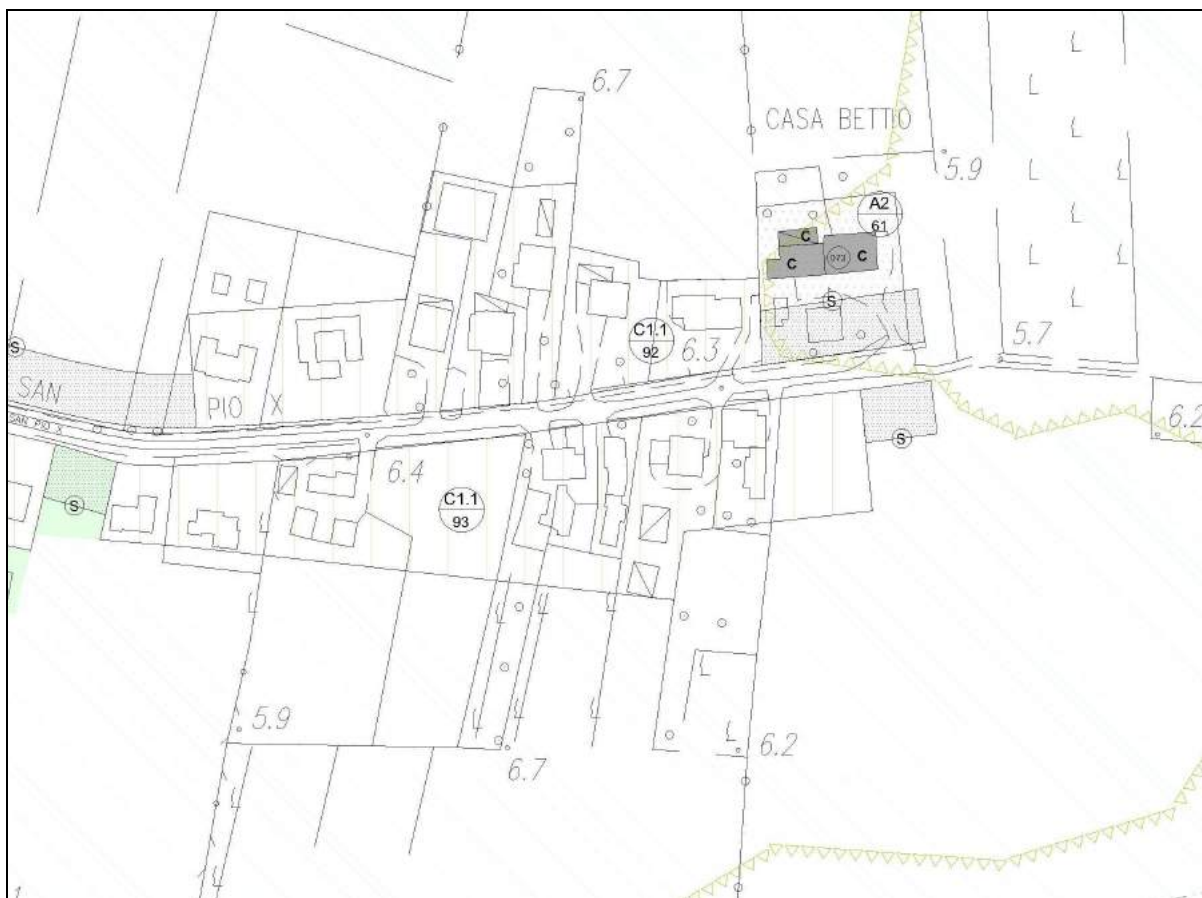 6.7
CASA BETTIO
5.9
A2
61
C
C
073
C
S
C1.1
92
6.3
5.7
S
SAN
PIO X
SAN PIO X
6.2
S
6.4
C1.1
93
S
5.9
6.7
6.2